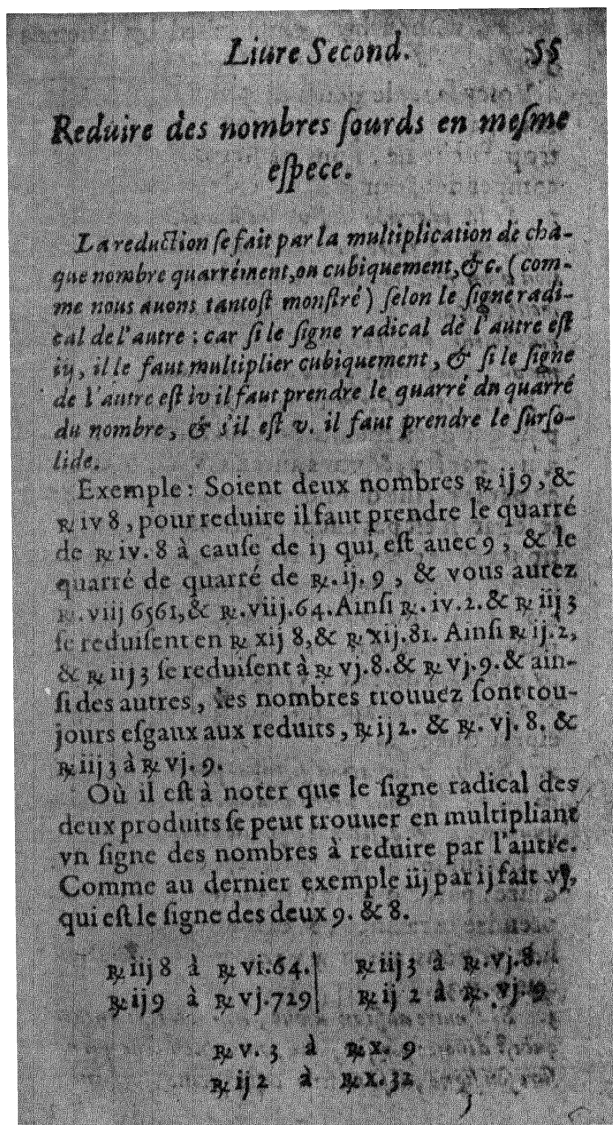 Liure Second. 55
Reduire des nombres ſourds en meſme
eſpece.
La reduction ſe fait par la multiplication de cha-
que nombre quarrément, ou cubiquement, &c. (com-
me nous auons tantoſt monſtré) ſelon le ſigne radi-
cal de l'autre : car ſi le ſigne radical de l'autre eſt
iij, il le faut multiplier cubiquement, & ſi le ſigne
de l'autre eſt iv il faut prendre le quarré du quarré
du nombre, & s'il eſt v. il faut prendre le ſurſo-
lide.
Exemple : Soient deux nombres ℞ ij 9, &
℞ iv 8, pour reduire il faut prendre le quarré
de ℞ iv. 8 à cauſe de ij qui eſt auec 9, & le
quarré de quarré de ℞. ij. 9, & vous aurez
℞. viij 6561, & ℞. viij. 64. Ainſi ℞. iv. 2. & ℞ iij 3
ſe reduiſent en ℞ xij 8, & ℞ xij. 81. Ainſi ℞ ij. 2,
& ℞ iij 3 ſe reduiſent à ℞ vj. 8. & ℞ vj. 9. & ain-
ſi des autres, les nombres trouuez ſont tou-
jours eſgaux aux reduits, ℞ ij 2. & ℞. vj. 8. &
℞ iij 3 à ℞ vj. 9.
Où il eſt à noter que le ſigne radical des
deux produits ſe peut trouuer en multipliant
vn ſigne des nombres à reduire par l'autre.
Comme au dernier exemple iij par ij fait vj,
qui eſt le ſigne des deux 9. & 8.
℞ iij 8 à ℞ vi. 64. | ℞ iij 3 à ℞. vj. 8.
℞ ij 9 à ℞ vj. 729 | ℞ ij 2 à ℞. vj. 9
℞ v. 3 à ℞ x. 9
℞ ij 2 à ℞ x. 32